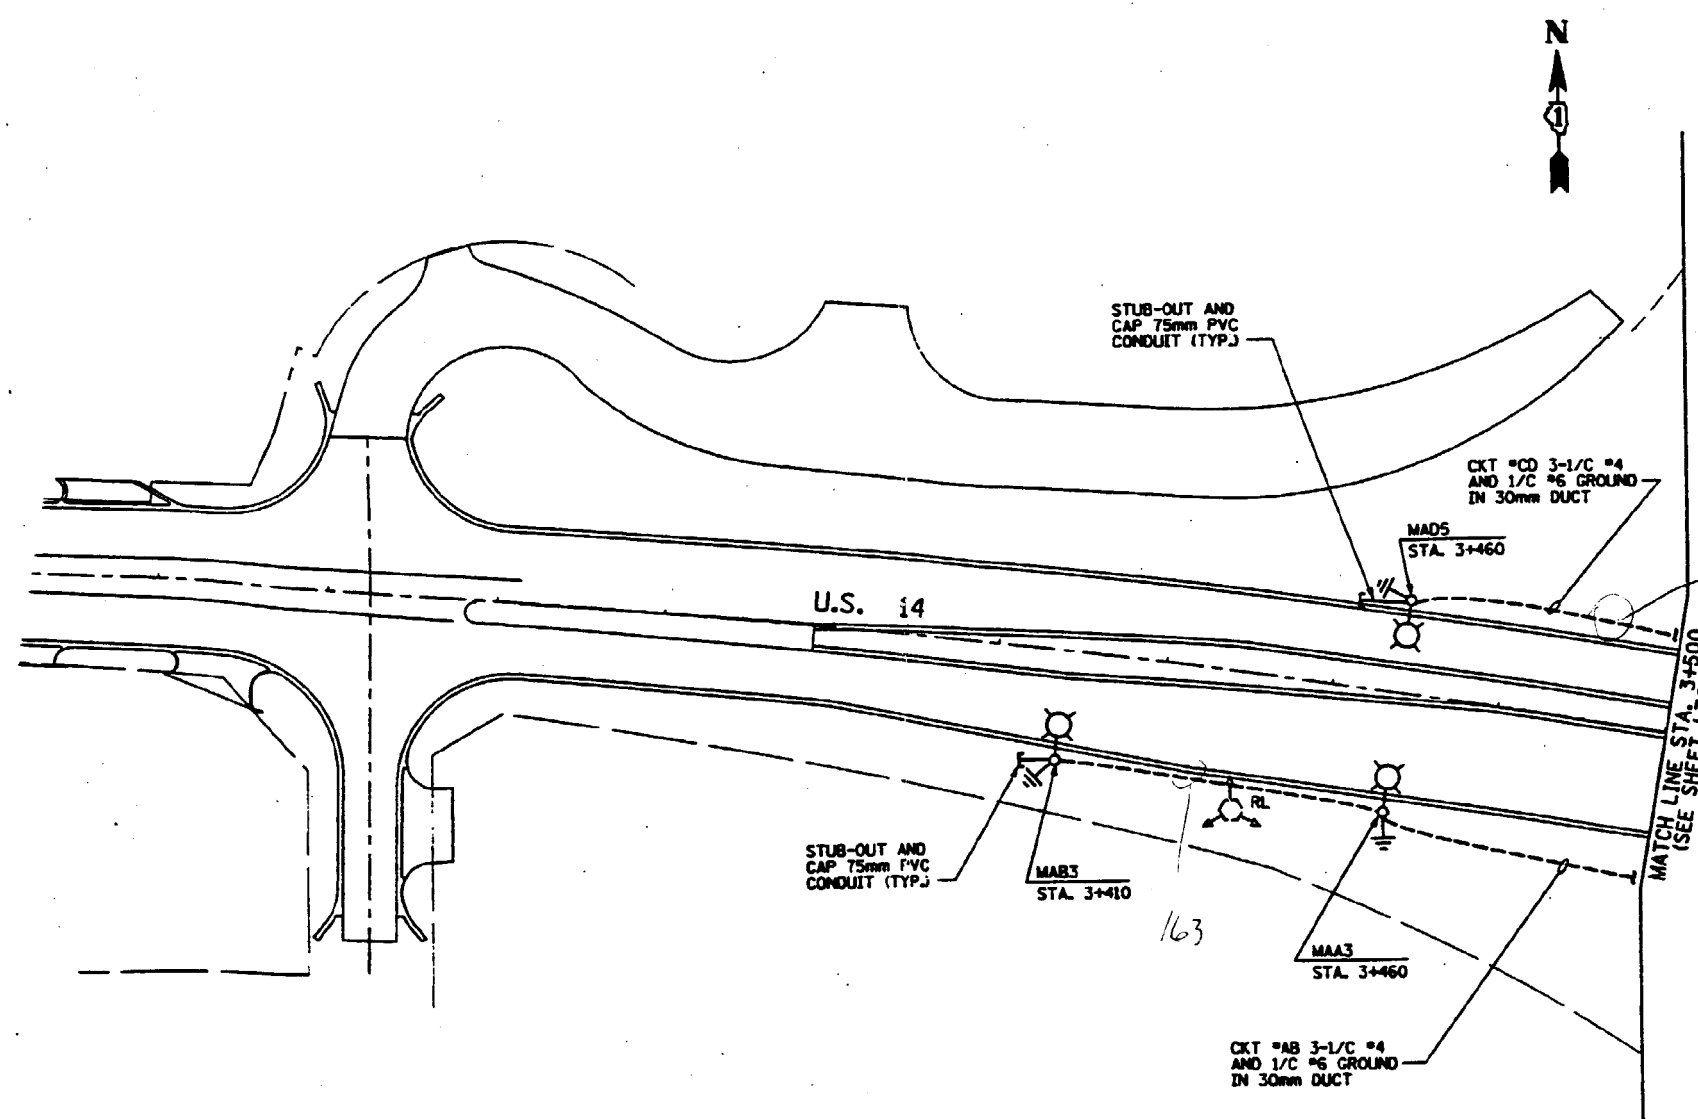 N
1
STUB-OUT AND
CAP 75mm PVC
CONDUIT (TYP.)
CKT *CD 3-1/C *4
AND 1/C *6 GROUND
IN 30mm DUCT
MAD5
STA. 3+460
U.S. 14
MATCH LINE STA. 3+500
(SEE SHEET
RL
STUB-OUT AND
CAP 75mm PVC
CONDUIT (TYP.)
MAB3
STA. 3+410
163
MAA3
STA. 3+460
CKT *AB 3-1/C *4
AND 1/C *6 GROUND
IN 30mm DUCT